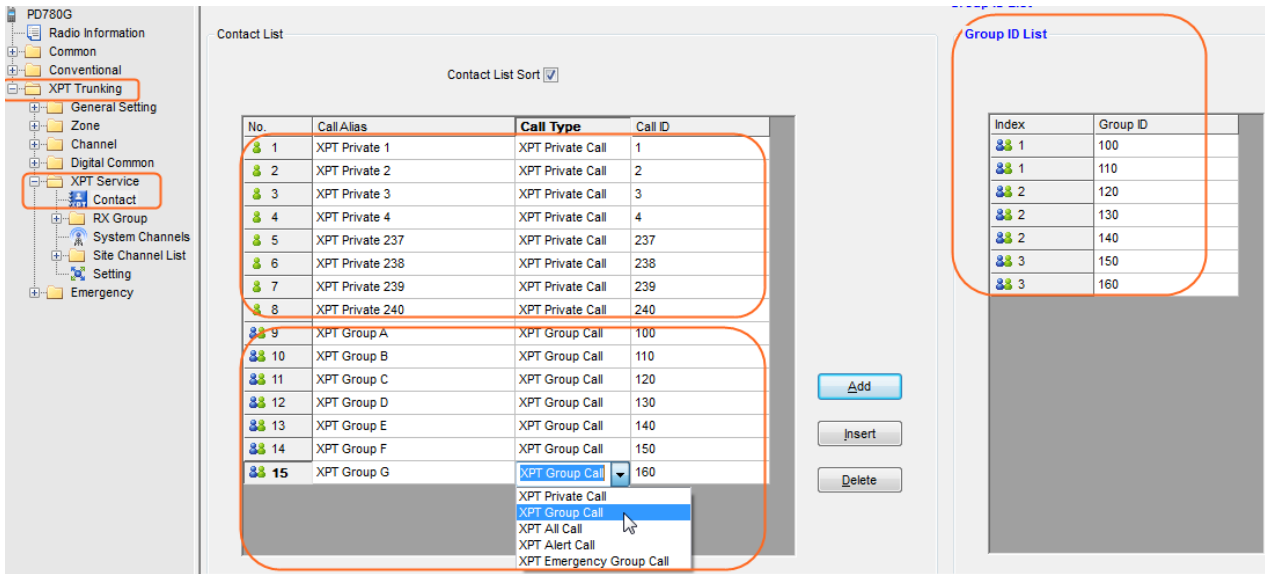 PD780G
Radio Information
Common
Conventional
XPT Trunking
General Setting
Zone
Channel
Digital Common
XPT Service
Contact
RX Group
System Channels
Site Channel List
Setting
Emergency
Contact List
Contact List Sort
No. Call Alias Call Type Call ID
1 XPT Private 1 XPT Private Call 1
2 XPT Private 2 XPT Private Call 2
3 XPT Private 3 XPT Private Call 3
4 XPT Private 4 XPT Private Call 4
5 XPT Private 237 XPT Private Call 237
6 XPT Private 238 XPT Private Call 238
7 XPT Private 239 XPT Private Call 239
8 XPT Private 240 XPT Private Call 240
9 XPT Group A XPT Group Call 100
10 XPT Group B XPT Group Call 110
11 XPT Group C XPT Group Call 120
12 XPT Group D XPT Group Call 130
13 XPT Group E XPT Group Call 140
14 XPT Group F XPT Group Call 150
15 XPT Group G XPT Group Call 160
XPT Private Call
XPT Group Call
XPT All Call
XPT Alert Call
XPT Emergency Group Call
Add
Insert
Delete
Group ID List
Index Group ID
1 100
1 110
2 120
2 130
2 140
3 150
3 160